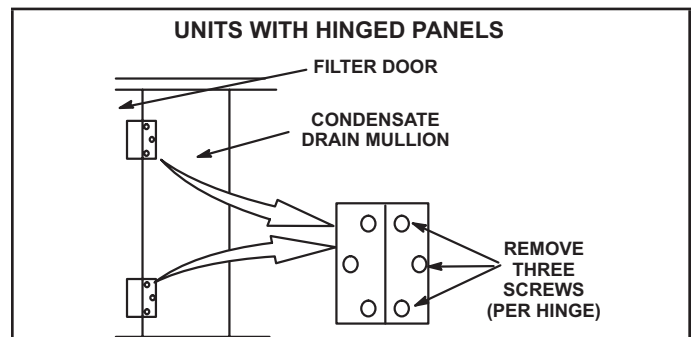 UNITS WITH HINGED PANELS
FILTER DOOR
CONDENSATE
DRAIN MULLION
REMOVE
THREE
SCREWS
(PER HINGE)